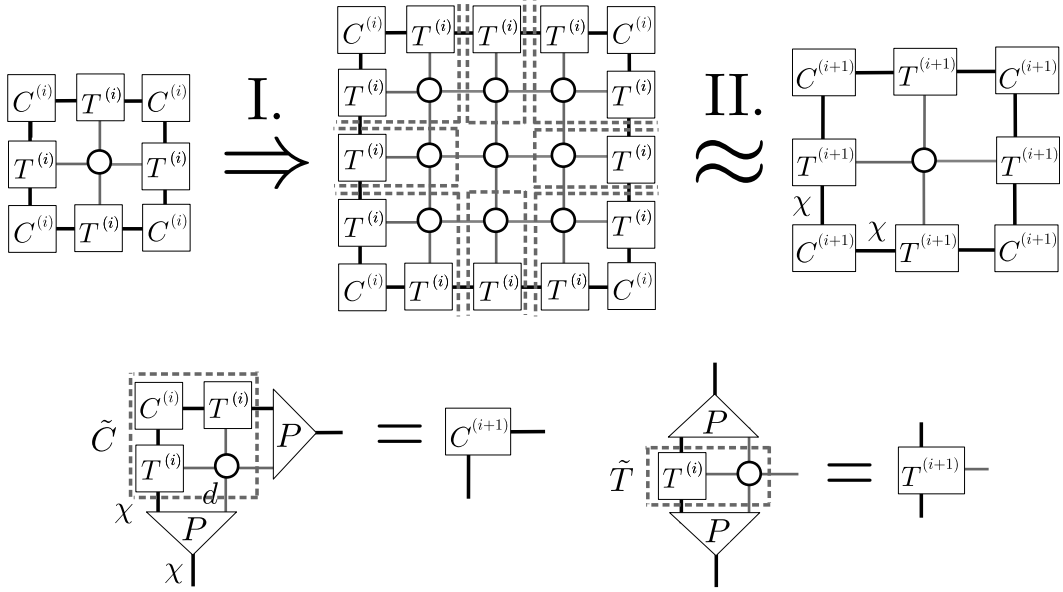 C^(i) T^(i) C^(i)
T^(i) T^(i)
C^(i) T^(i) C^(i)
I.
⇒
C^(i) T^(i) T^(i) T^(i) C^(i)
T^(i) T^(i)
T^(i) T^(i)
T^(i) T^(i)
C^(i) T^(i) T^(i) T^(i) C^(i)
II.
≈
C^(i+1) T^(i+1) C^(i+1)
T^(i+1) T^(i+1)
χ
χ
C^(i+1) T^(i+1) C^(i+1)
C̃
C^(i) T^(i)
P
T^(i)
d
χ
P
χ
=
C^(i+1)
P
T̃
T^(i)
P
=
T^(i+1)